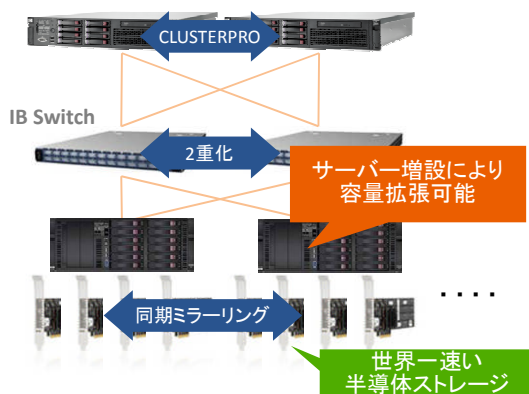 CLUSTERPRO
IB Switch
2重化
サーバー増設により
容量拡張可能
同期ミラーリング
・・・・
世界一速い
半導体ストレージ